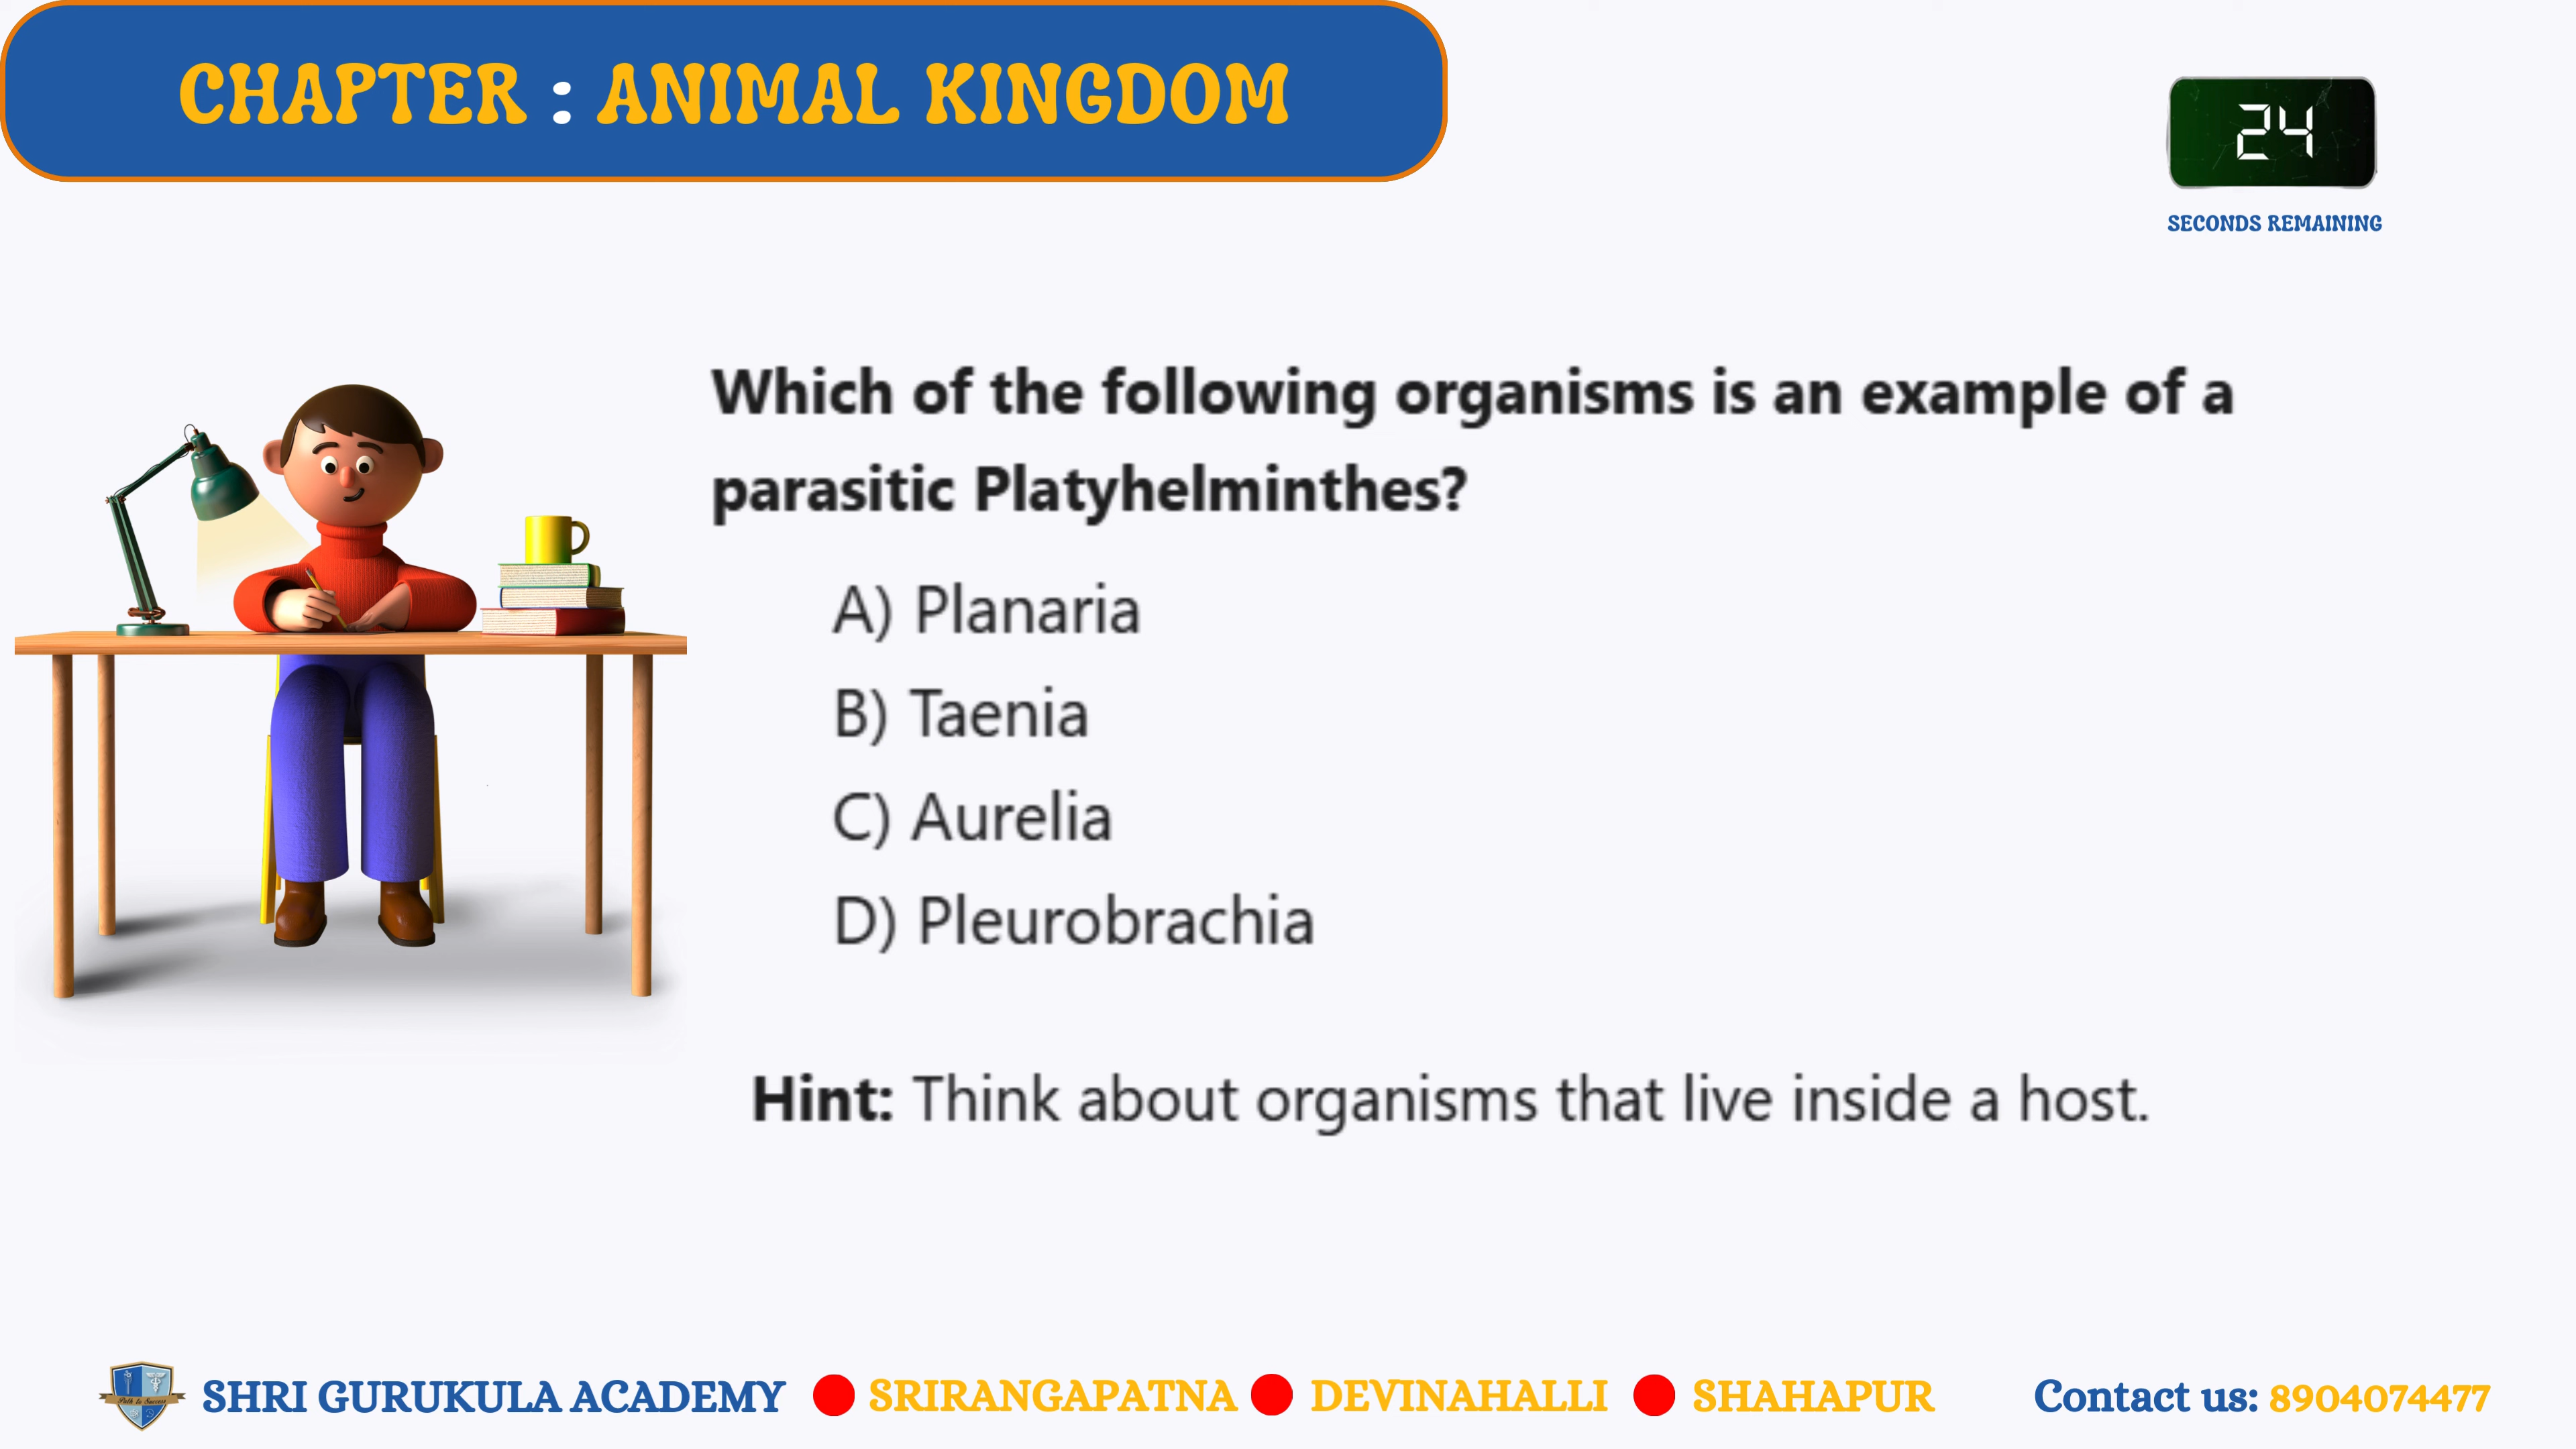 CHAPTER : ANIMAL KINGDOM
24
SECONDS REMAINING
Which of the following organisms is an example of a
parasitic Platyhelminthes?
A) Planaria
B) Taenia
C) Aurelia
D) Pleurobrachia
Hint: Think about organisms that live inside a host.
SHRI GURUKULA ACADEMY SRIRANGAPATNA DEVINAHALLI SHAHAPUR Contact us: 8904074477